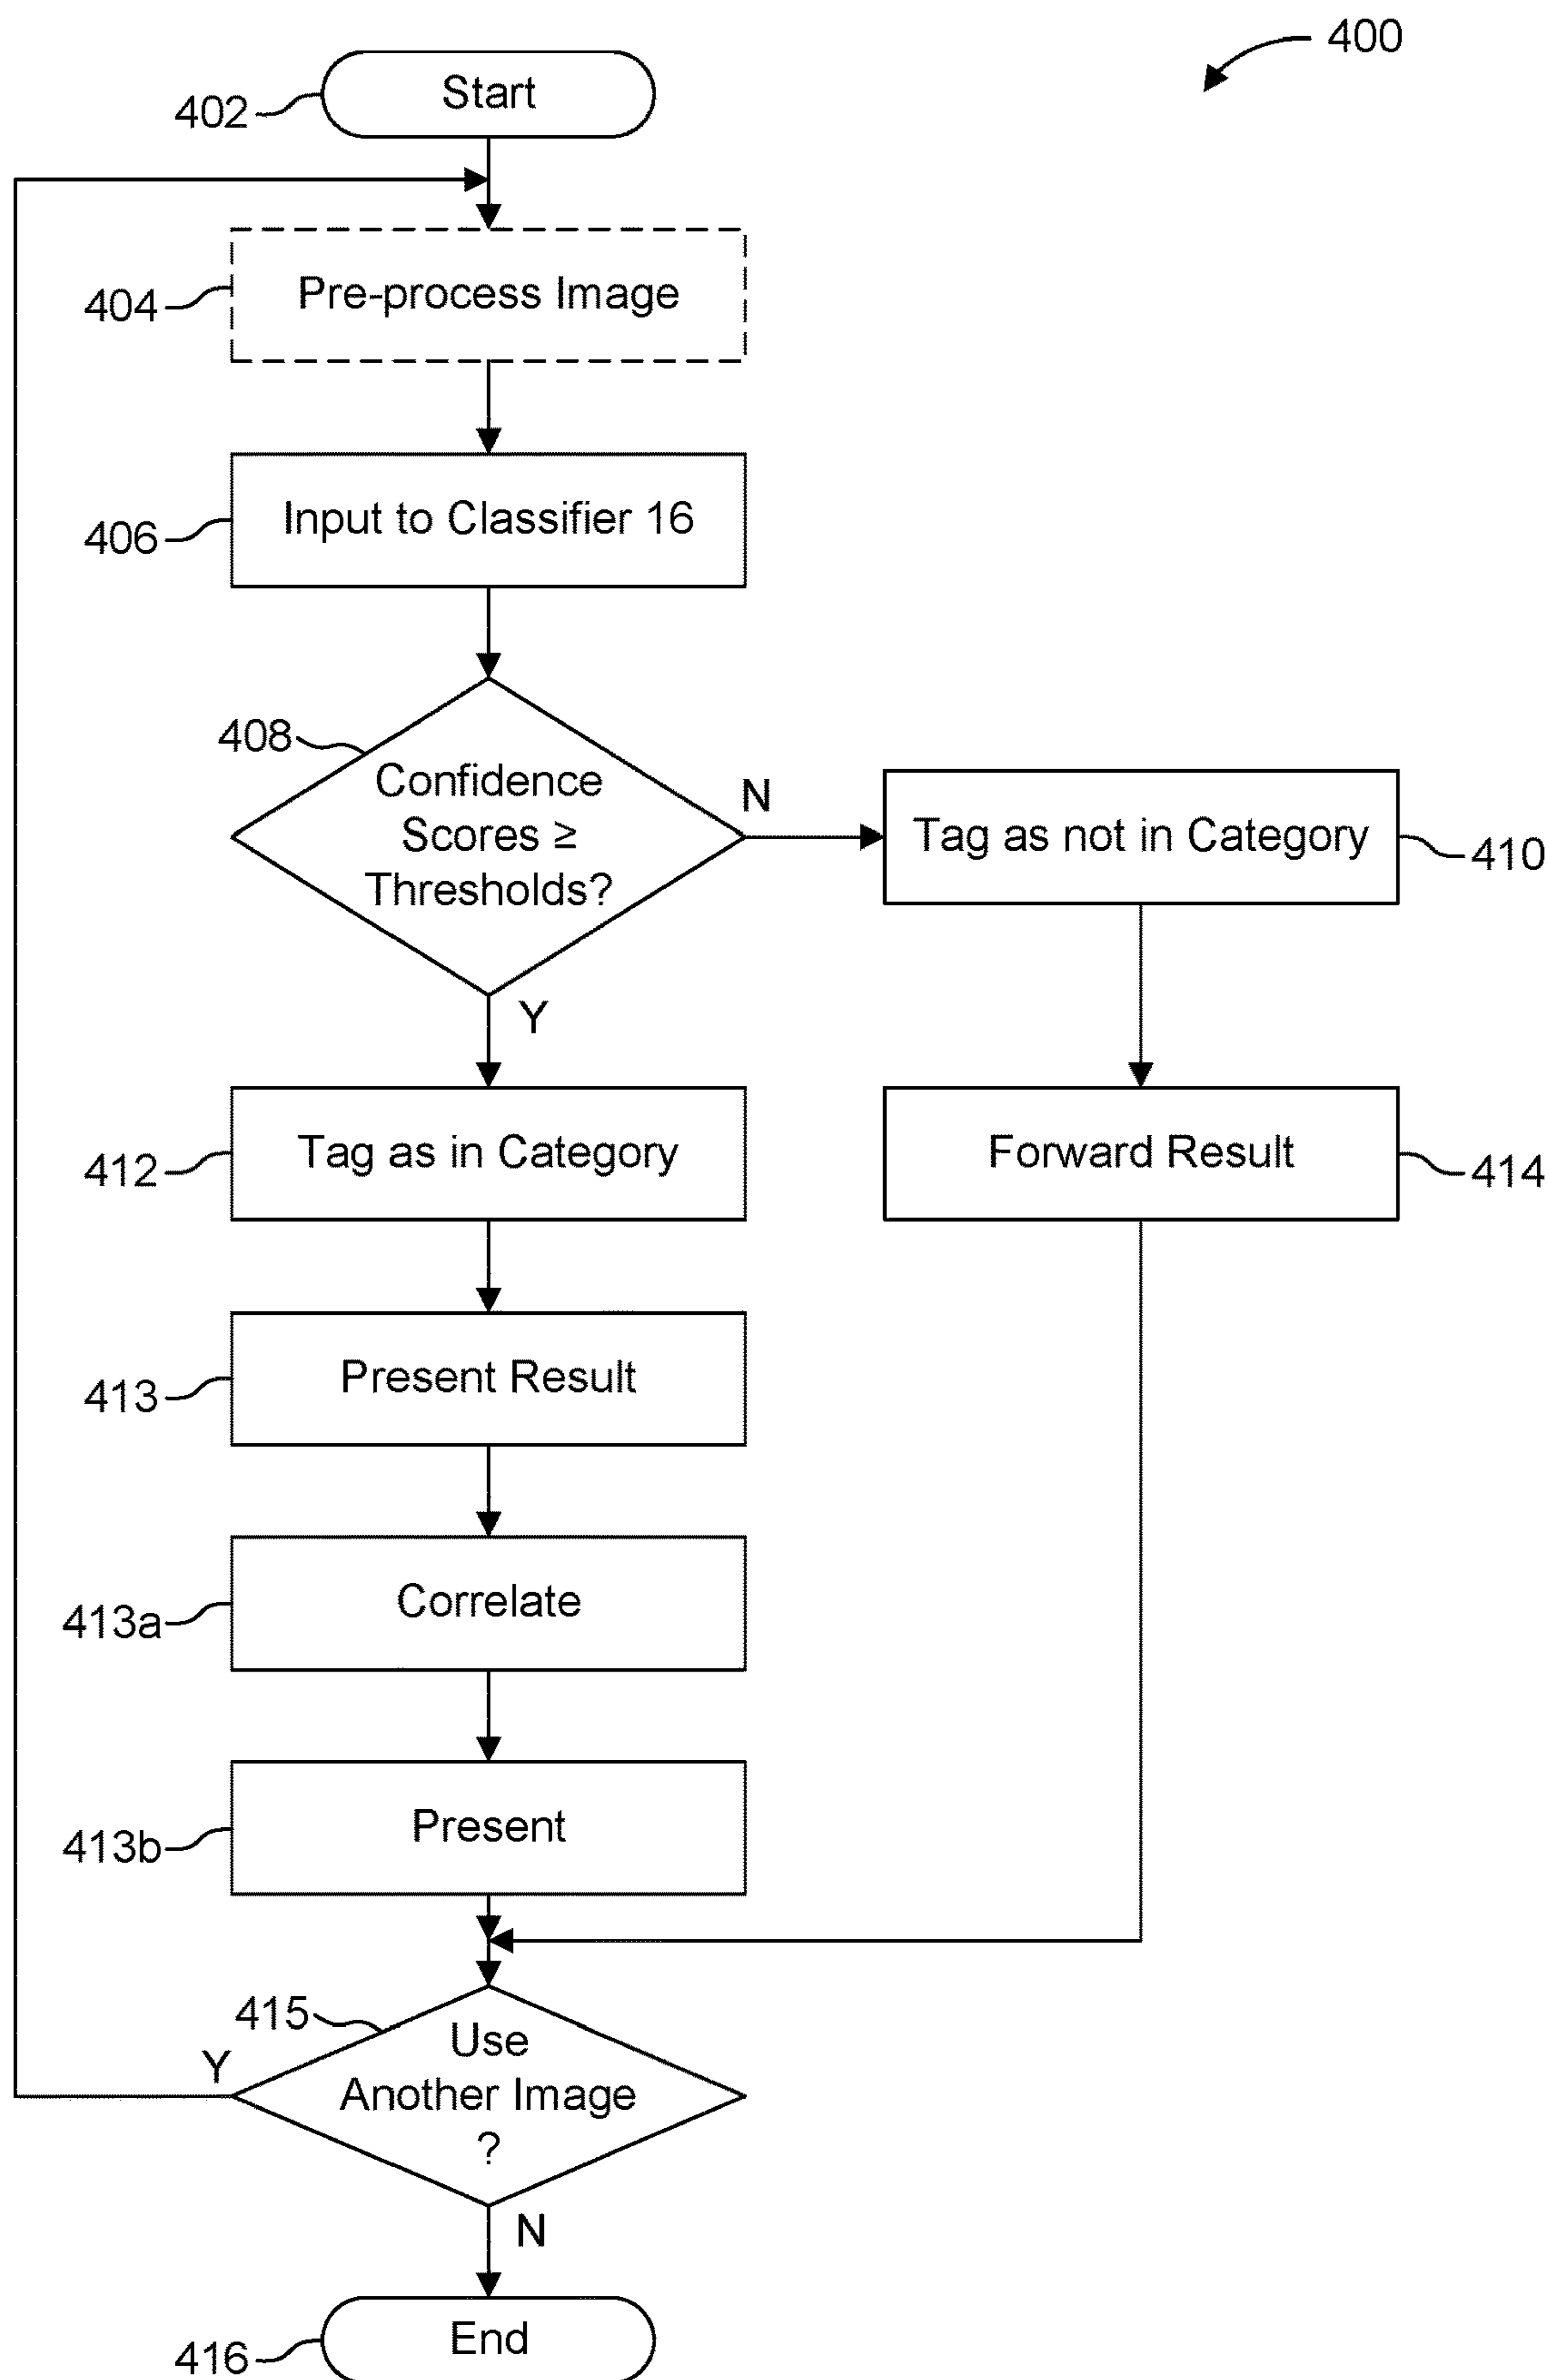 400
402
Start
404
Pre-process Image
406
Input to Classifier 16
408
Confidence
Scores ≥
Thresholds?
N
Tag as not in Category
410
Y
412
Tag as in Category
Forward Result
414
413
Present Result
413a
Correlate
413b
Present
415
Use
Another Image
?
Y
N
416
End